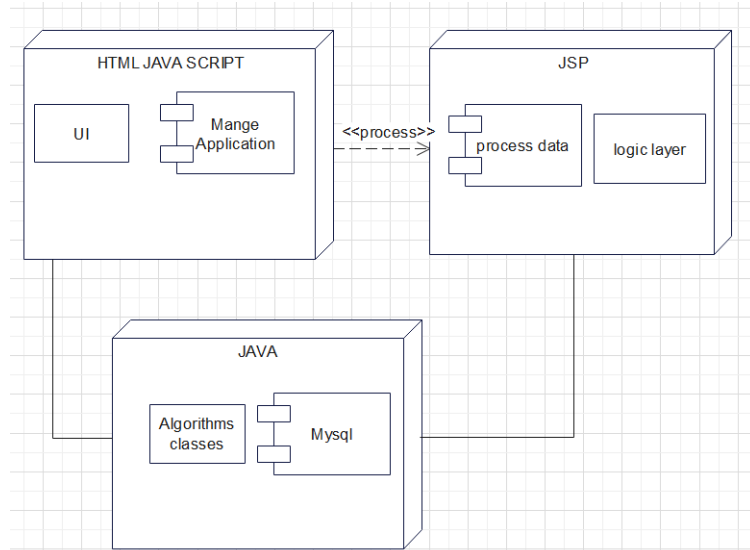 HTML JAVA SCRIPT
UI
Mange
Application
<<process>>
JSP
process data
logic layer
JAVA
Algorithms
classes
Mysql